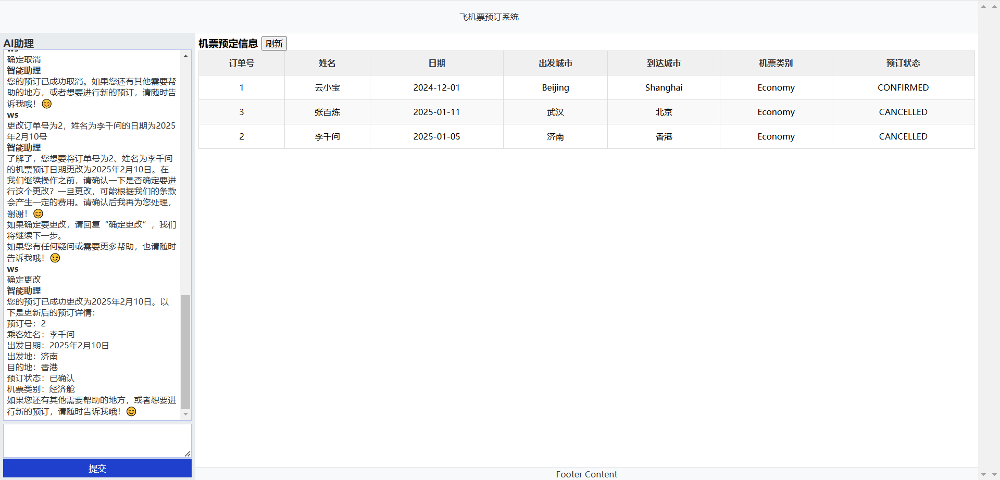 飞机票预订系统
AI助理
ws
确定取消
智能助理
您的预订已成功取消。如果您还有其他需要帮
助的地方，或者想要进行新的预订，请随时告
诉我哦！😊
ws
更改订单号为2，姓名为李千问的日期为2025
年2月10号
智能助理
了解了，您想要将订单号为2、姓名为李千问
的机票预订日期更改为2025年2月10日。在
我们继续操作之前，请确认一下是否确定要进
行这个更改？一旦更改，可能根据我们的条款
会产生一定的费用。请确认后我再为您处理，
谢谢！😊
如果确定要更改，请回复“确定更改”，我们
将继续下一步。
如果您有任何疑问或需要更多帮助，也请随时
告诉我哦！😉
ws
确定更改
智能助理
您的预订已成功更改为2025年2月10日。以
下是更新后的预订详情：
预订号：2
乘客姓名：李千问
出发日期：2025年2月10日
出发地：济南
目的地：香港
预订状态：已确认
机票类别：经济舱
如果您还有其他需要帮助的地方，或者想要进
行新的预订，请随时告诉我哦！😊
提交
机票预定信息 刷新
订单号 姓名 日期 出发城市 到达城市 机票类别 预订状态
1 云小宝 2024-12-01 Beijing Shanghai Economy CONFIRMED
3 张百炼 2025-01-11 武汉 北京 Economy CANCELLED
2 李千问 2025-01-05 济南 香港 Economy CANCELLED
Footer Content